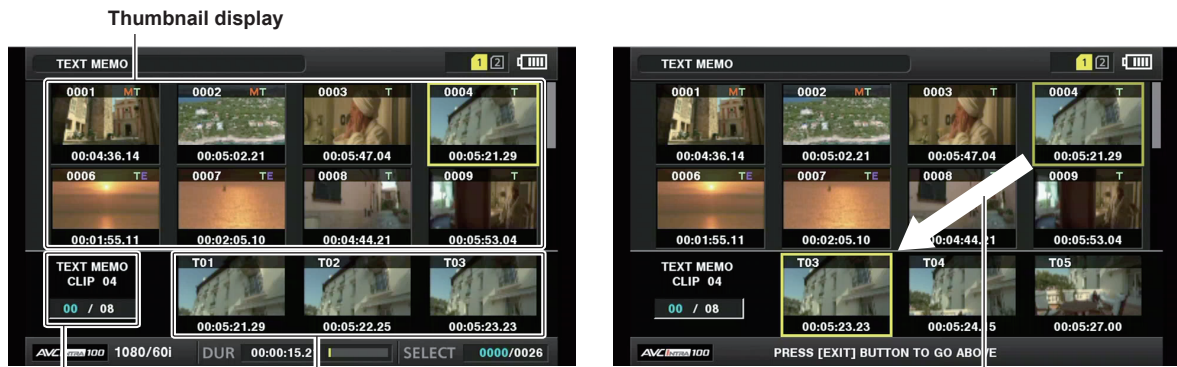 Thumbnail display
TEXT MEMO
1 2
0001 MT
0002 MT
0003 T
0004 T
00:04:36.14
00:05:02.21
00:05:47.04
00:05:21.29
0006 TE
0007 TE
0008 T
0009 T
00:01:55.11
00:02:05.10
00:04:44.21
00:05:53.04
TEXT MEMO
CLIP 04
00 / 08
T01
T02
T03
00:05:21.29
00:05:22.25
00:05:23.23
AVC INTRA 100 1080/60i DUR 00:00:15.2 SELECT 0000/0026
TEXT MEMO
1 2
0001 MT
0002 MT
0003 T
0004 T
00:04:36.14
00:05:02.21
00:05:47.04
00:05:21.29
0006 TE
0007 TE
0008 T
0009 T
00:01:55.11
00:02:05.10
00:04:44.21
00:05:53.04
TEXT MEMO
CLIP 04
00 / 08
T03
T04
T05
00:05:23.23
00:05:27.00
AVC INTRA 100 PRESS [EXIT] BUTTON TO GO ABOVE